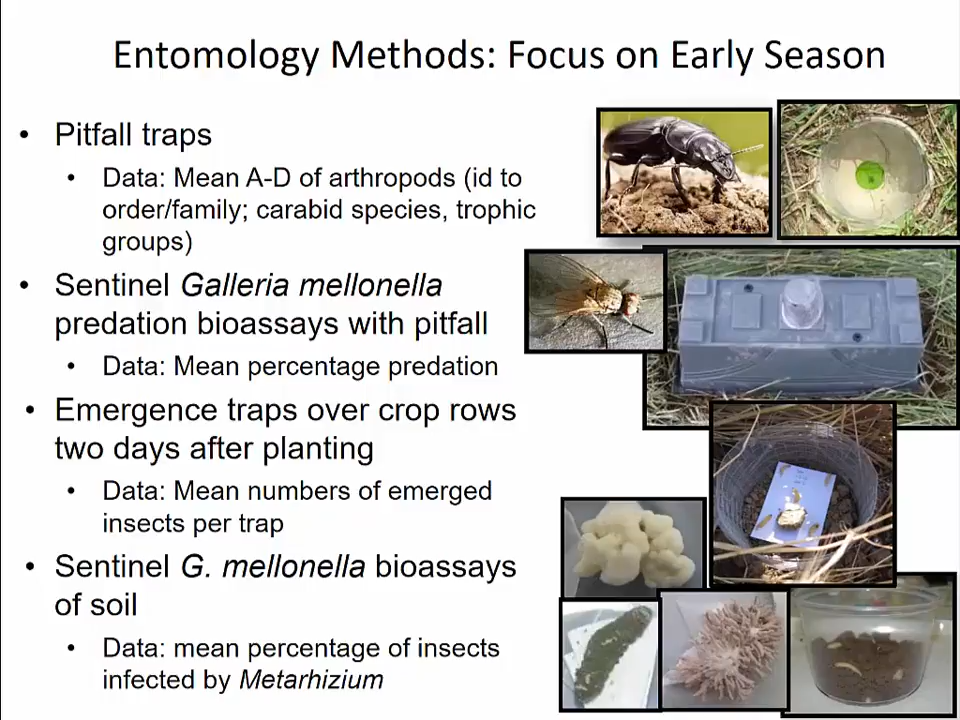 Entomology Methods: Focus on Early Season
• Pitfall traps
• Data: Mean A-D of arthropods (id to
order/family; carabid species, trophic
groups)
• Sentinel Galleria mellonella
predation bioassays with pitfall
• Data: Mean percentage predation
• Emergence traps over crop rows
two days after planting
• Data: Mean numbers of emerged
insects per trap
• Sentinel G. mellonella bioassays
of soil
• Data: mean percentage of insects
infected by Metarhizium